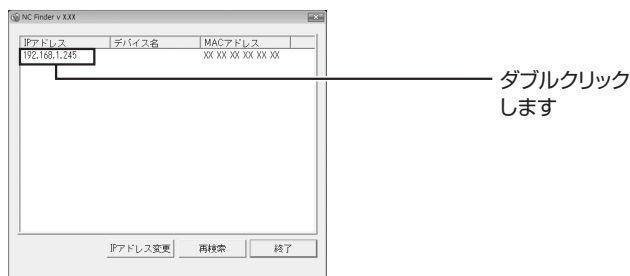 NC Finder v X.XX
IPアドレス デバイス名 MACアドレス
192.168.1.245 XX XX XX XX XX XX
ダブルクリック
します
IPアドレス変更 再検索 終了